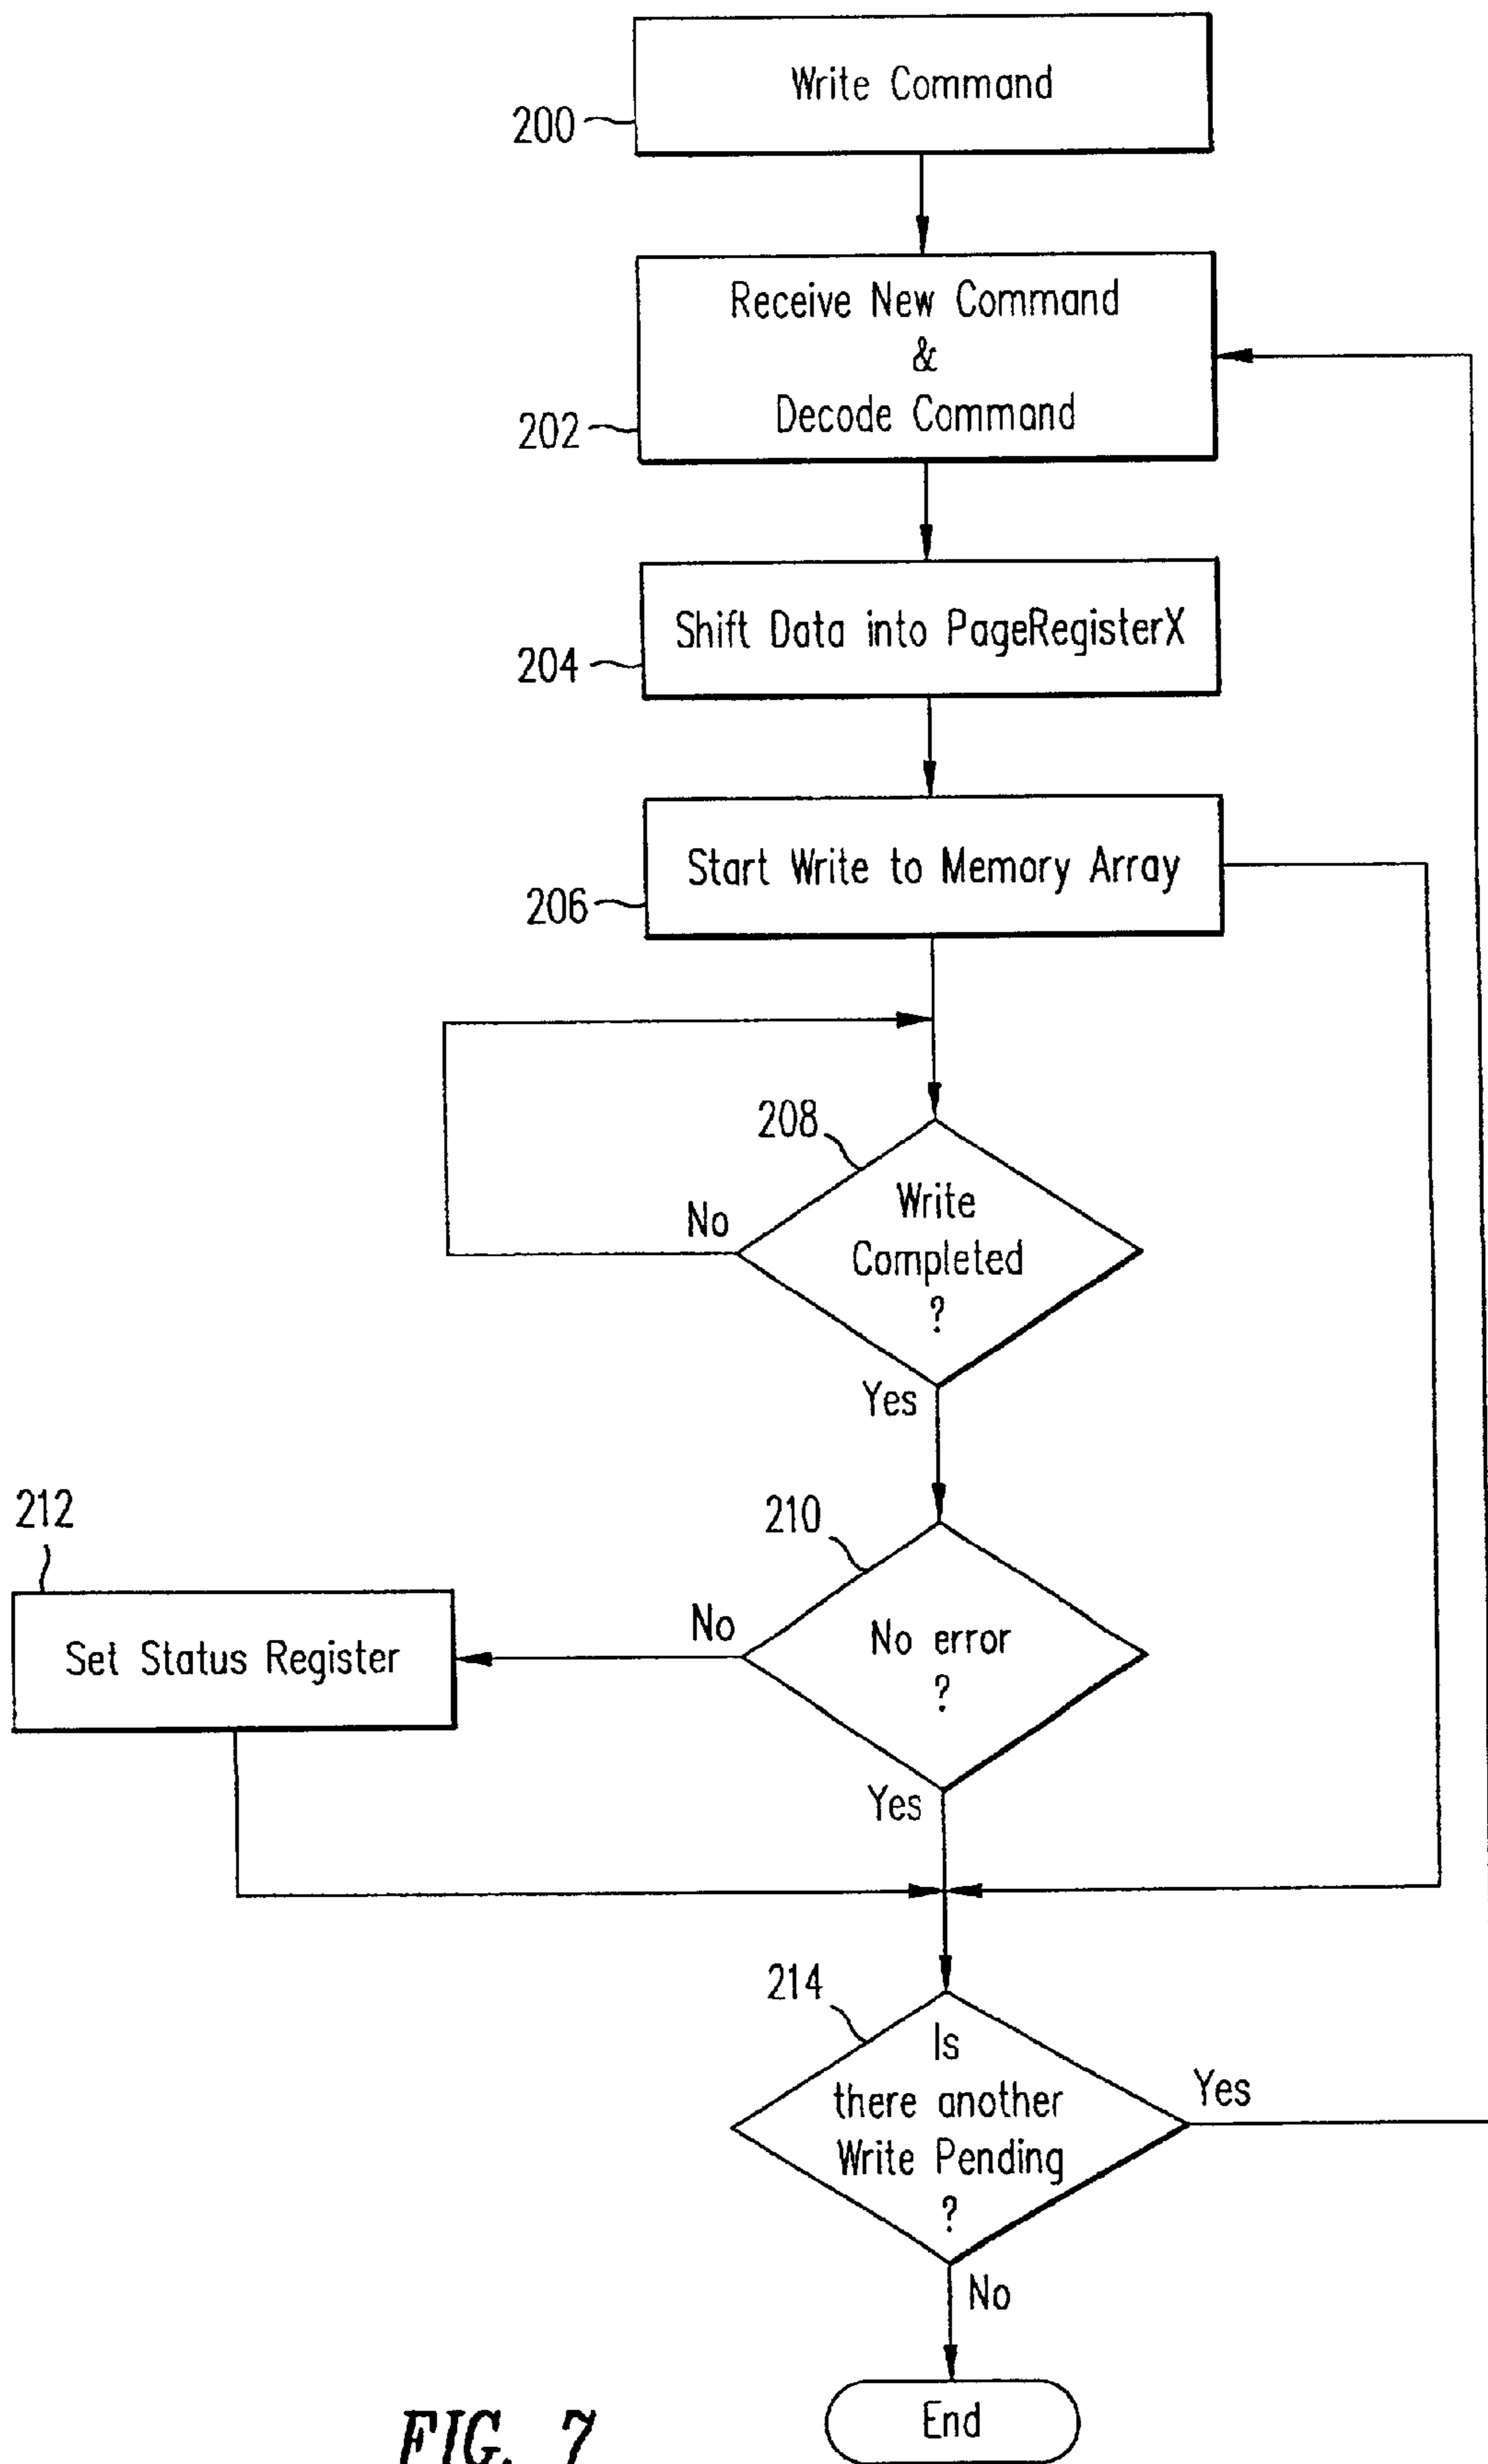 Write Command
200
Receive New Command
&
Decode Command
202
Shift Data into PageRegisterX
204
Start Write to Memory Array
206
208
Write
Completed
?
No
Yes
212
210
Set Status Register
No
No error
?
Yes
214
Is
there another
Write Pending
?
Yes
No
End
FIG. 7